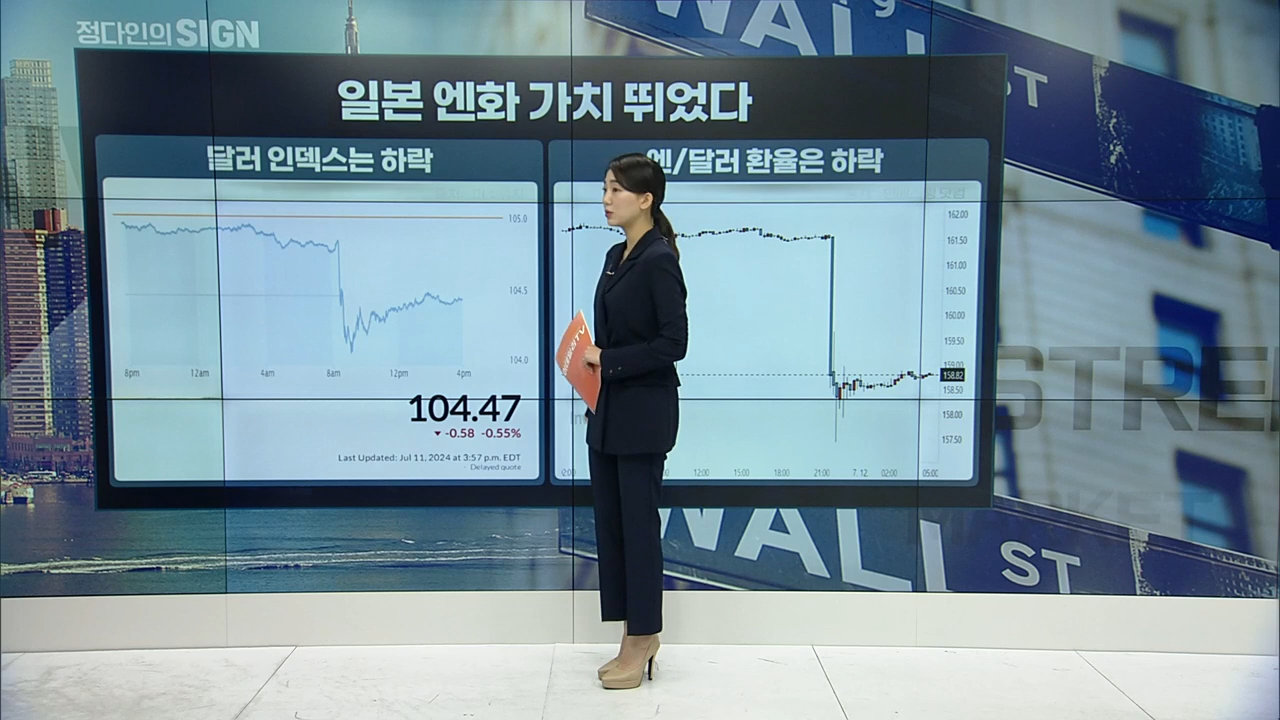 정다인의 SIGN
WALL
ST
일본 엔화 가치 뛰었다
달러 인덱스는 하락
엔/달러 환율은 하락
105.0
104.5
104.0
8pm 12am 4am 8am 12pm 4pm
104.47
-0.58 -0.55%
Last Updated: Jul 11, 2024 at 3:57 p.m. EDT
Delayed quote
162.00
161.50
161.00
160.50
160.00
159.50
159.00
158.82
158.50
158.00
157.50
12:00 15:00 18:00 21:00 7. 12 02:00 05:00
STREE
WALL ST